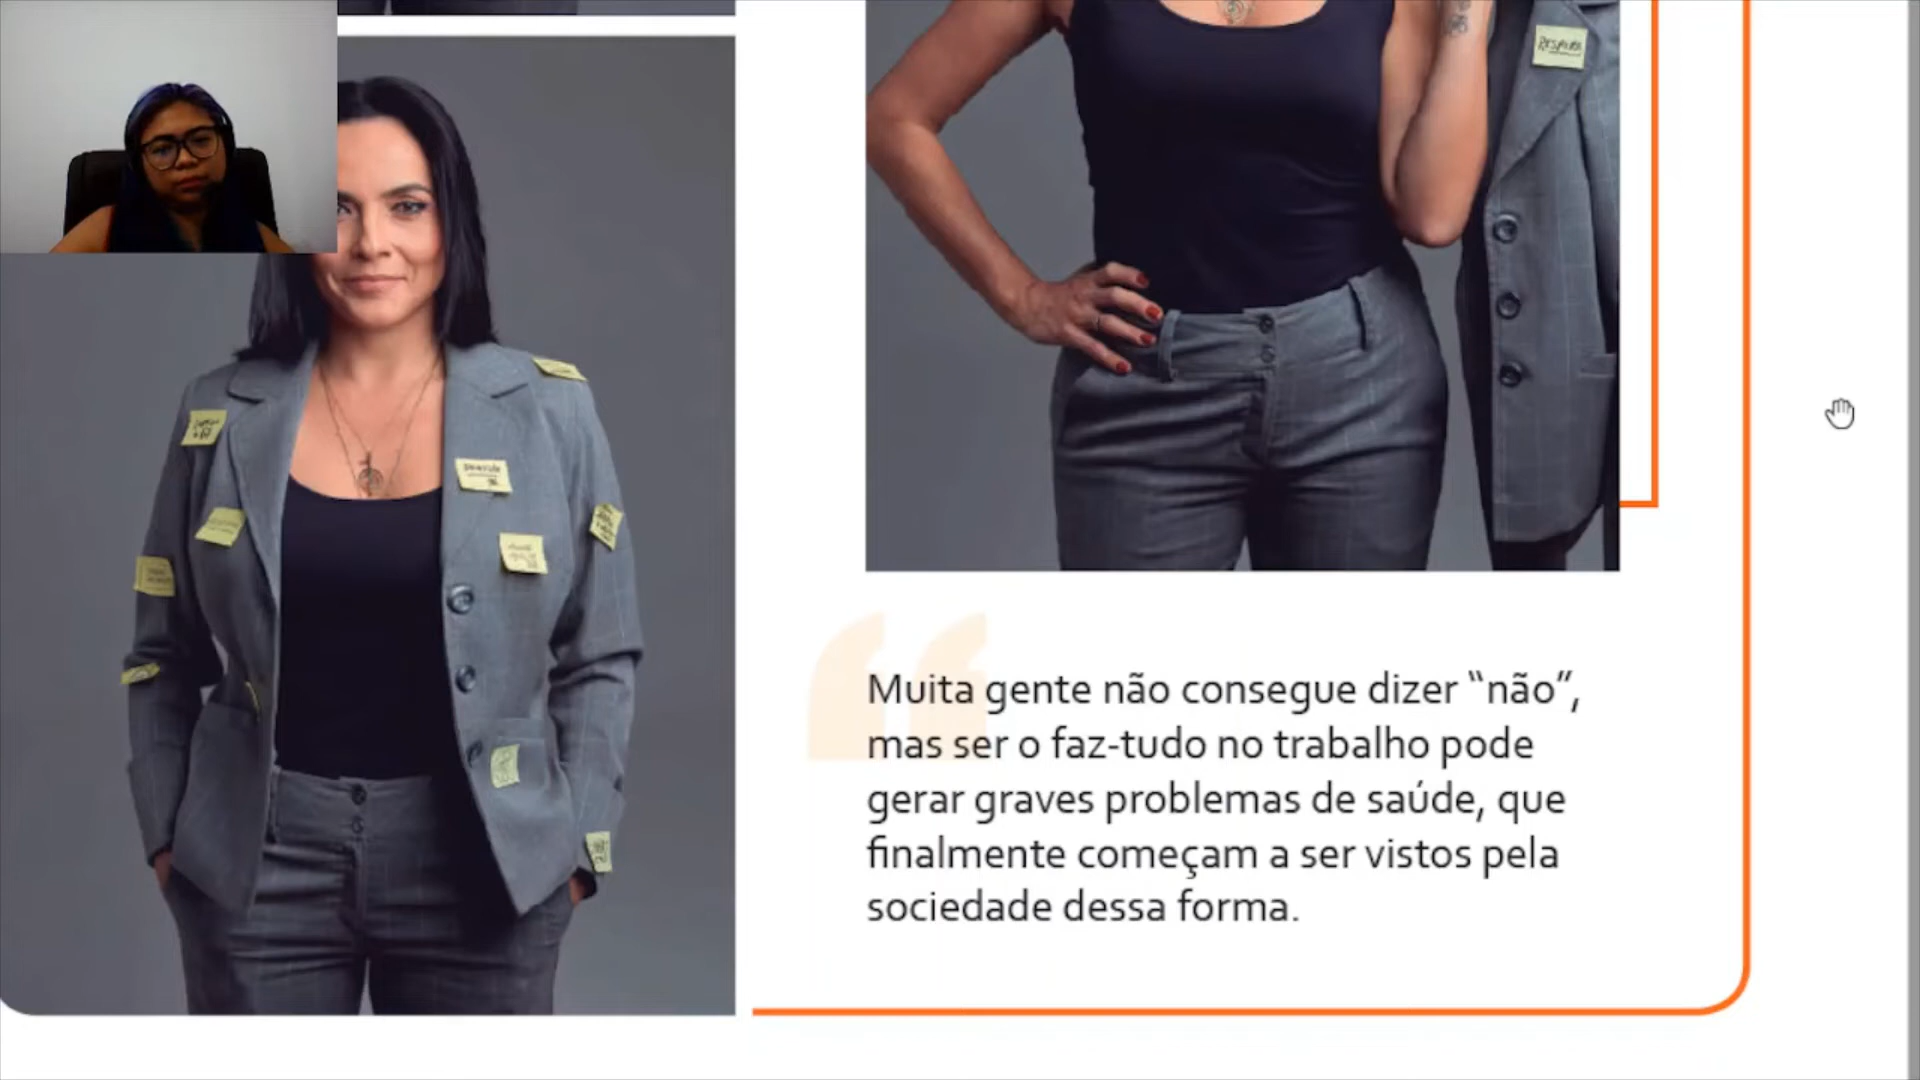 RESPIRA
Muita gente não consegue dizer “não”,
mas ser o faz-tudo no trabalho pode
gerar graves problemas de saúde, que
finalmente começam a ser vistos pela
sociedade dessa forma.